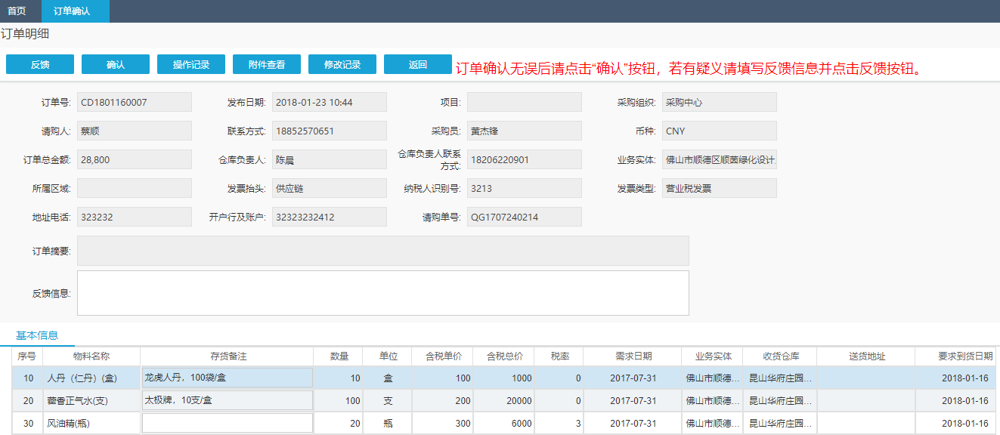 首页 订单确认
订单明细
反馈 确认 操作记录 附件查看 修改记录 返回 订单确认无误后请点击“确认”按钮，若有疑义请填写反馈信息并点击反馈按钮。
订单号: CD1801160007 发布日期: 2018-01-23 10:44 项目: 采购组织: 采购中心
请购人: 蔡顺 联系方式: 18852570651 采购员: 黄杰锋 币种: CNY
订单总金额: 28,800 仓库负责人: 陈晨 仓库负责人联系
方式: 18206220901 业务实体: 佛山市顺德区顺茵绿化设计
所属区域: 发票抬头: 供应链 纳税人识别号: 3213 发票类型: 营业税发票
地址电话: 323232 开户行及账户: 32323232412 请购单号: QG1707240214
订单摘要:
反馈信息:
基本信息
序号 物料名称 存货备注 数量 单位 含税单价 含税总价 税率 需求日期 业务实体 收货仓库 送货地址 要求到货日期
10 人丹（仁丹）(盒) 龙虎人丹，100袋/盒 10 盒 100 1000 0 2017-07-31 佛山市顺德... 昆山华府庄园... 2018-01-16
20 藿香正气水(支) 太极牌，10支/盒 100 支 200 20000 0 2017-07-31 佛山市顺德... 昆山华府庄园... 2018-01-16
30 风油精(瓶) 20 瓶 300 6000 3 2017-07-31 佛山市顺德... 昆山华府庄园... 2018-01-16